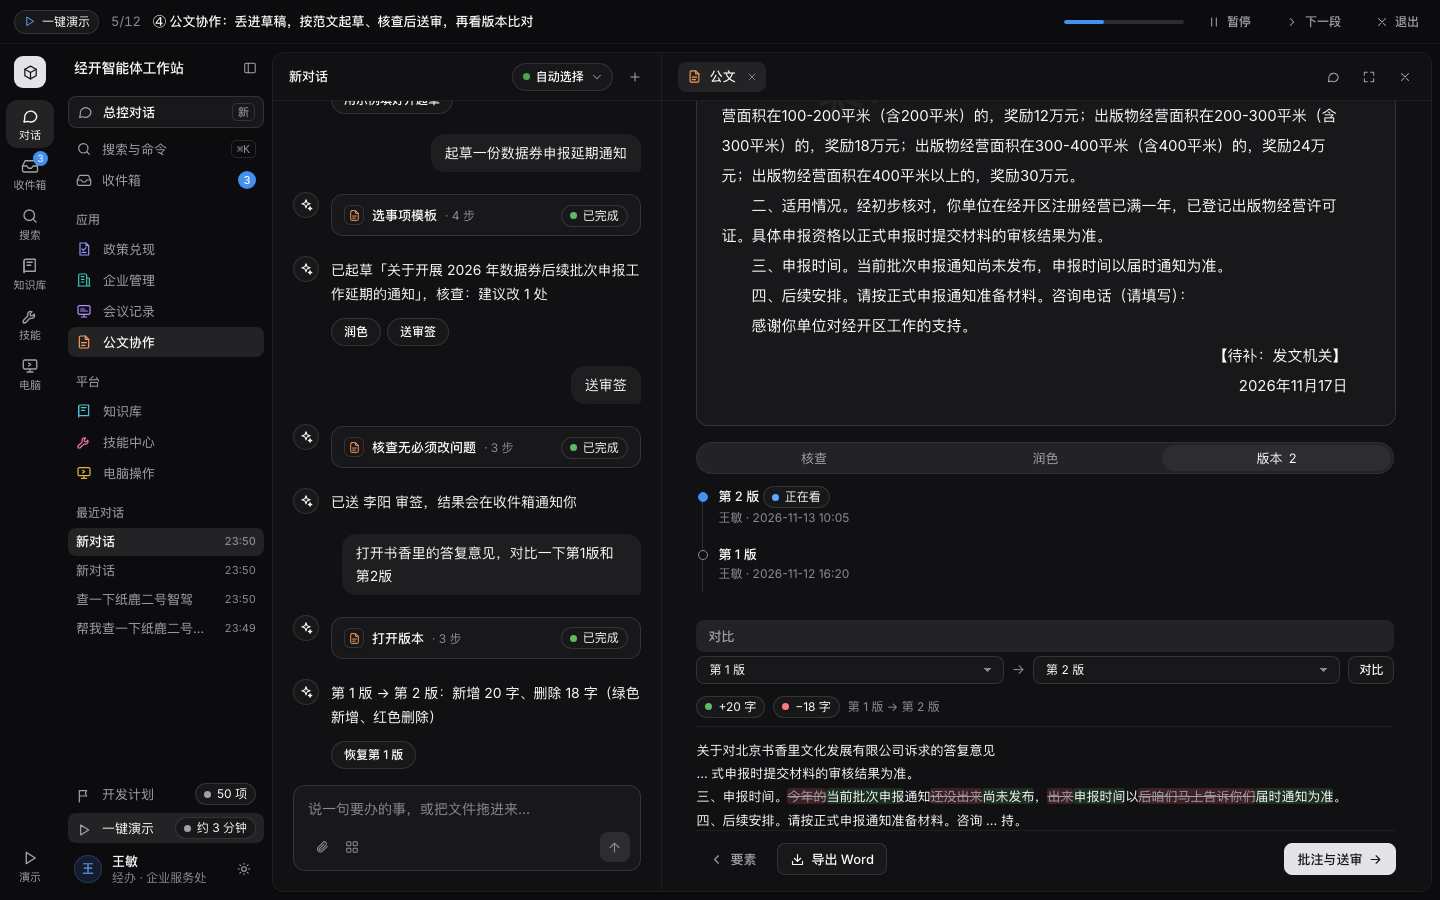 一键演示
5/12
④ 公文协作：丢进草稿，按范文起草、核查后送审，再看版本比对
暂停
下一段
退出
对话
3
收件箱
搜索
知识库
技能
电脑
演示
经开智能体工作站
总控对话
新
搜索与命令
⌘K
收件箱
3
应用
政策兑现
企业管理
会议记录
公文协作
平台
知识库
技能中心
电脑操作
最近对话
新对话 23:50
新对话 23:50
查一下纸鹿二号智驾 23:50
帮我查一下纸鹿二号... 23:49
开发计划
50 项
一键演示
约 3 分钟
王
王敏
经办 · 企业服务处
新对话
自动选择
起草一份数据券申报延期通知
选事项模板 · 4 步
已完成
已起草「关于开展 2026 年数据券后续批次申报工
作延期的通知」，核查：建议改 1 处
润色
送审签
送审签
核查无必须改问题 · 3 步
已完成
已送 李阳 审签，结果会在收件箱通知你
打开书香里的答复意见，对比一下第1版和
第2版
打开版本 · 3 步
已完成
第 1 版 → 第 2 版：新增 20 字、删除 18 字（绿色
新增、红色删除）
恢复第 1 版
说一句要办的事，或把文件拖进来...
公文
营面积在100-200平米（含200平米）的，奖励12万元；出版物经营面积在200-300平米（含
300平米）的，奖励18万元；出版物经营面积在300-400平米（含400平米）的，奖励24万
元；出版物经营面积在400平米以上的，奖励30万元。
二、适用情况。经初步核对，你单位在经开区注册经营已满一年，已登记出版物经营许可
证。具体申报资格以正式申报时提交材料的审核结果为准。
三、申报时间。当前批次申报通知尚未发布，申报时间以届时通知为准。
四、后续安排。请按正式申报通知准备材料。咨询电话（请填写）：
感谢你单位对经开区工作的支持。
【待补：发文机关】
2026年11月17日
核查
润色
版本 2
第 2 版
正在看
王敏 · 2026-11-13 10:05
第 1 版
王敏 · 2026-11-12 16:20
对比
第 1 版
→
第 2 版
对比
+20 字
−18 字
第 1 版 → 第 2 版
关于对北京书香里文化发展有限公司诉求的答复意见
... 式申报时提交材料的审核结果为准。
三、申报时间。今年的当前批次申报通知还没出来尚未发布，出来申报时间以后咱们马上告诉你们届时通知为准。
四、后续安排。请按正式申报通知准备材料。咨询 ... 持。
要素
导出 Word
批注与送审 →